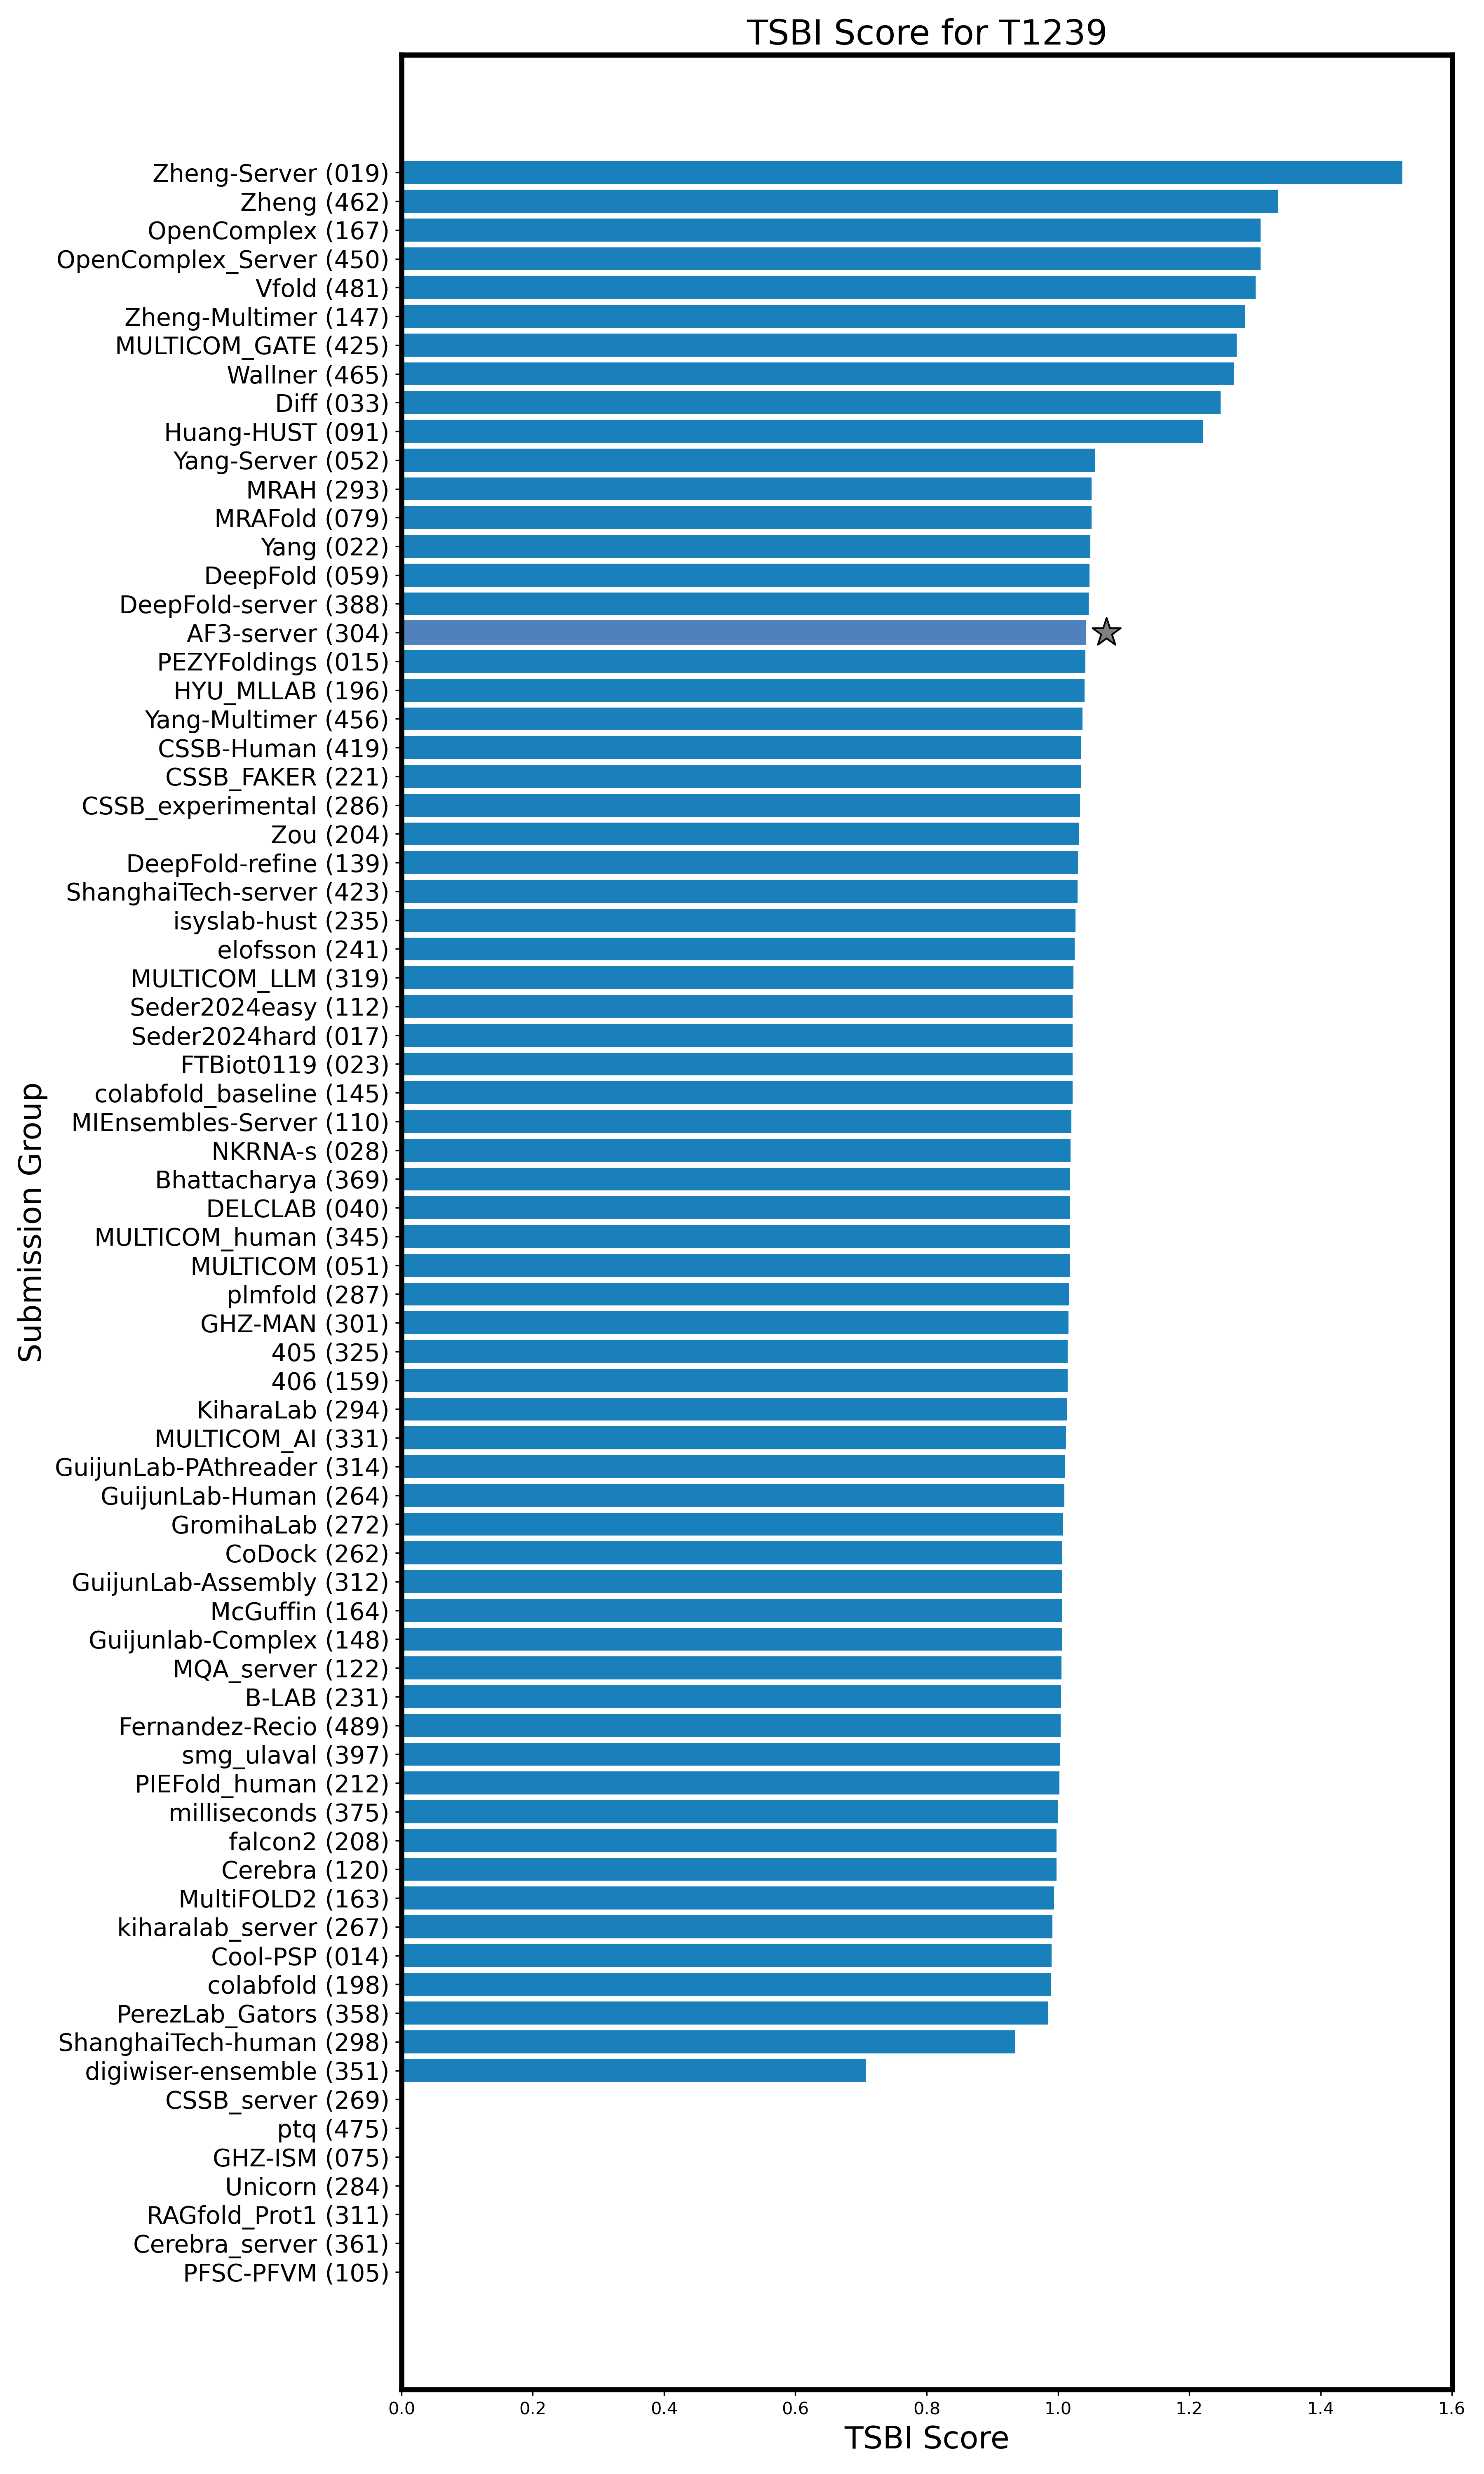 TSBI Score for T1239
Zheng-Server (019)
Zheng (462)
OpenComplex (167)
OpenComplex_Server (450)
Vfold (481)
Zheng-Multimer (147)
MULTICOM_GATE (425)
Wallner (465)
Diff (033)
Huang-HUST (091)
Yang-Server (052)
MRAH (293)
MRAFold (079)
Yang (022)
DeepFold (059)
DeepFold-server (388)
AF3-server (304)
PEZYFoldings (015)
HYU_MLLAB (196)
Yang-Multimer (456)
CSSB-Human (419)
CSSB_FAKER (221)
CSSB_experimental (286)
Zou (204)
DeepFold-refine (139)
ShanghaiTech-server (423)
isyslab-hust (235)
elofsson (241)
MULTICOM_LLM (319)
Seder2024easy (112)
Seder2024hard (017)
FTBiot0119 (023)
colabfold_baseline (145)
MIEnsembles-Server (110)
NKRNA-s (028)
Bhattacharya (369)
DELCLAB (040)
MULTICOM_human (345)
MULTICOM (051)
plmfold (287)
GHZ-MAN (301)
405 (325)
406 (159)
KiharaLab (294)
MULTICOM_AI (331)
GuijunLab-PAthreader (314)
GuijunLab-Human (264)
GromihaLab (272)
CoDock (262)
GuijunLab-Assembly (312)
McGuffin (164)
Guijunlab-Complex (148)
MQA_server (122)
B-LAB (231)
Fernandez-Recio (489)
smg_ulaval (397)
PIEFold_human (212)
milliseconds (375)
falcon2 (208)
Cerebra (120)
MultiFOLD2 (163)
kiharalab_server (267)
Cool-PSP (014)
colabfold (198)
PerezLab_Gators (358)
ShanghaiTech-human (298)
digiwiser-ensemble (351)
CSSB_server (269)
ptq (475)
GHZ-ISM (075)
Unicorn (284)
RAGfold_Prot1 (311)
Cerebra_server (361)
PFSC-PFVM (105)
Submission Group
0.0 0.2 0.4 0.6 0.8 1.0 1.2 1.4 1.6
TSBI Score